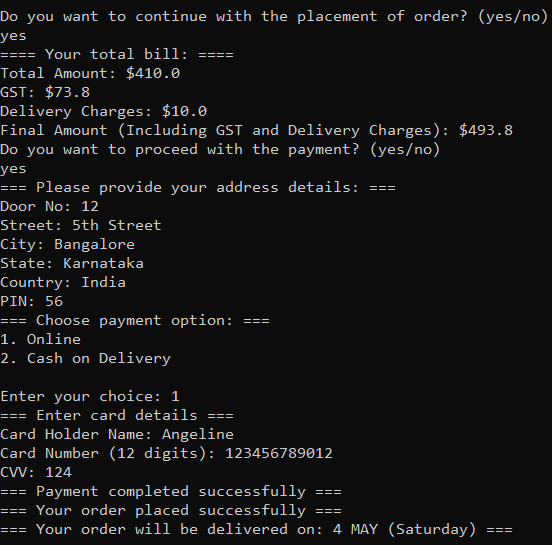 Do you want to continue with the placement of order? (yes/no)
yes
==== Your total bill: ====
Total Amount: $410.0
GST: $73.8
Delivery Charges: $10.0
Final Amount (Including GST and Delivery Charges): $493.8
Do you want to proceed with the payment? (yes/no)
yes
=== Please provide your address details: ===
Door No: 12
Street: 5th Street
City: Bangalore
State: Karnataka
Country: India
PIN: 56
=== Choose payment option: ===
1. Online
2. Cash on Delivery
Enter your choice: 1
=== Enter card details ===
Card Holder Name: Angeline
Card Number (12 digits): 123456789012
CVV: 124
=== Payment completed successfully ===
=== Your order placed successfully ===
=== Your order will be delivered on: 4 MAY (Saturday) ===